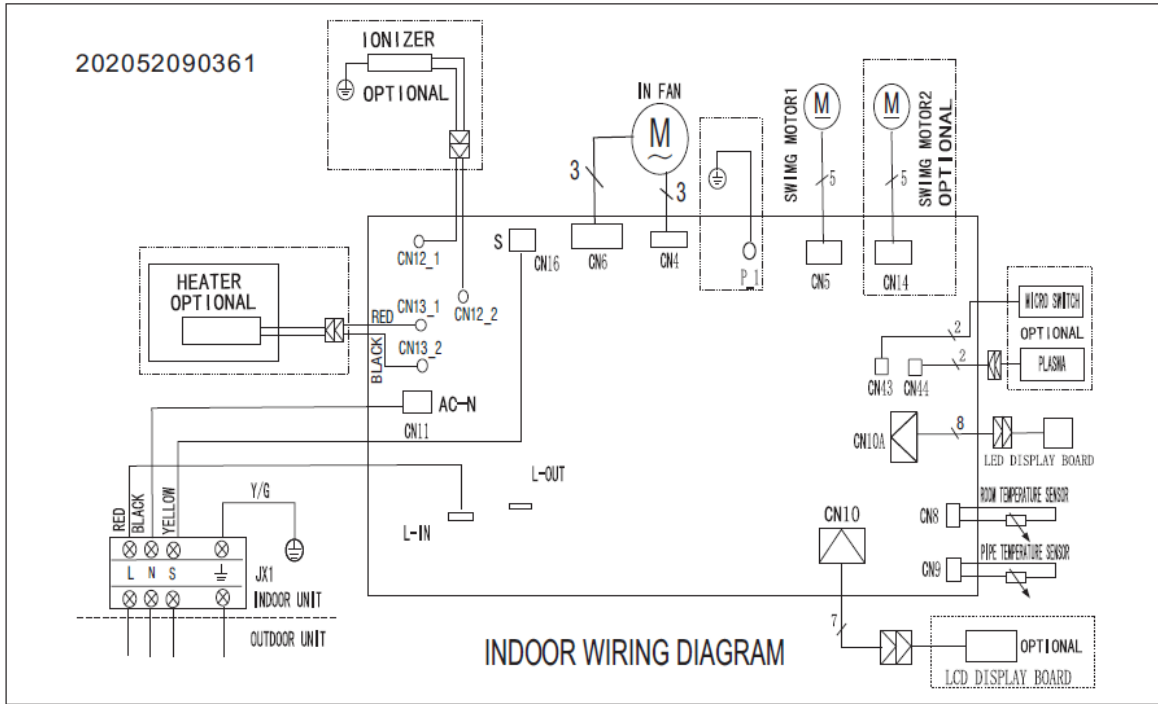 202052090361
IONIZER
OPTIONAL
IN FAN
M
~
3
3
SWIMG MOTOR1
M
5
M
5
SWIMG MOTOR2
OPTIONAL
CN12_1
S
CN16
CN6
CN4
P_1
CN5
CN14
HEATER
OPTIONAL
RED
CN13_1
CN12_2
BLACK
CN13_2
MICRO SWITCH
OPTIONAL
PLASMA
2
2
CN43
CN44
AC-N
CN11
CN10A
8
LED DISPLAY BOARD
L-OUT
L-IN
RED
BLACK
YELLOW
Y/G
ROOM TEMPERATURE SENSOR
CN8
PIPE TEMPERATURE SENSOR
CN9
CN10
L N S
JX1
INDOOR UNIT
OUTDOOR UNIT
7
INDOOR WIRING DIAGRAM
OPTIONAL
LCD DISPLAY BOARD